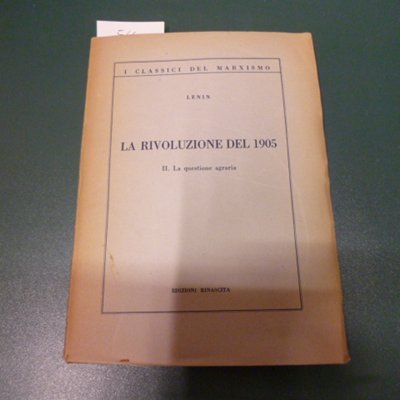 I CLASSICI DEL MARXISMO
LENIN
LA RIVOLUZIONE DEL 1905
II. La questione agraria
EDIZIONI RINASCITA